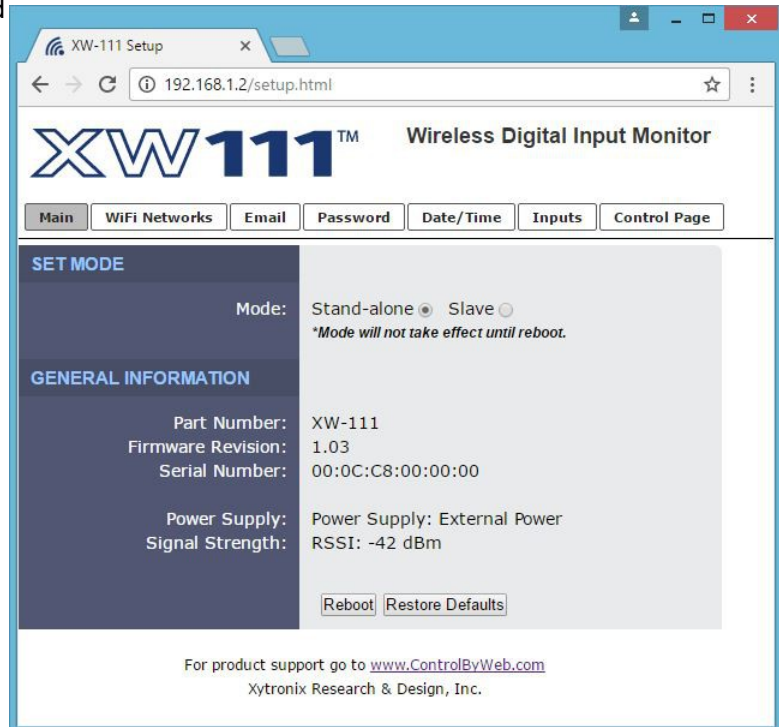 XW-111 Setup
192.168.1.2/setup.html
XW111™ Wireless Digital Input Monitor
Main WiFi Networks Email Password Date/Time Inputs Control Page
SET MODE
Mode: Stand-alone Slave
*Mode will not take effect until reboot.
GENERAL INFORMATION
Part Number: XW-111
Firmware Revision: 1.03
Serial Number: 00:0C:C8:00:00:00
Power Supply: Power Supply: External Power
Signal Strength: RSSI: -42 dBm
Reboot Restore Defaults
For product support go to www.ControlByWeb.com
Xytronix Research & Design, Inc.